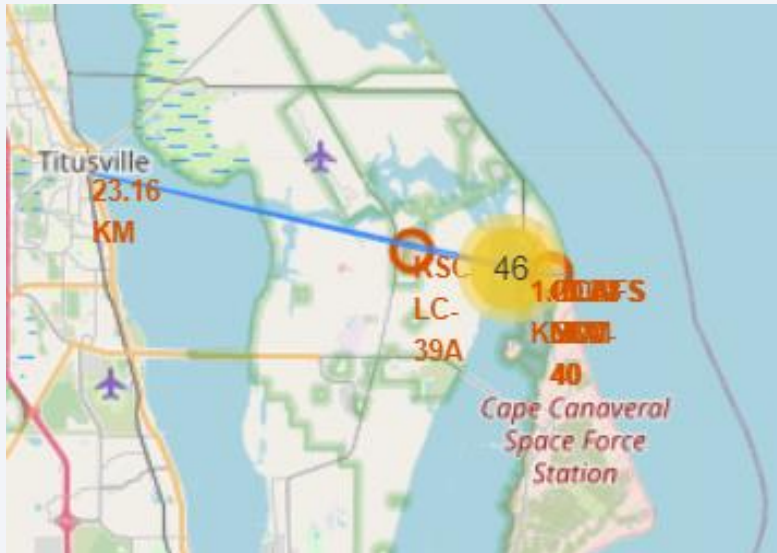 Titusville
23.16
KM
KSC
LC-
39A
46
40
Cape Canaveral
Space Force
Station